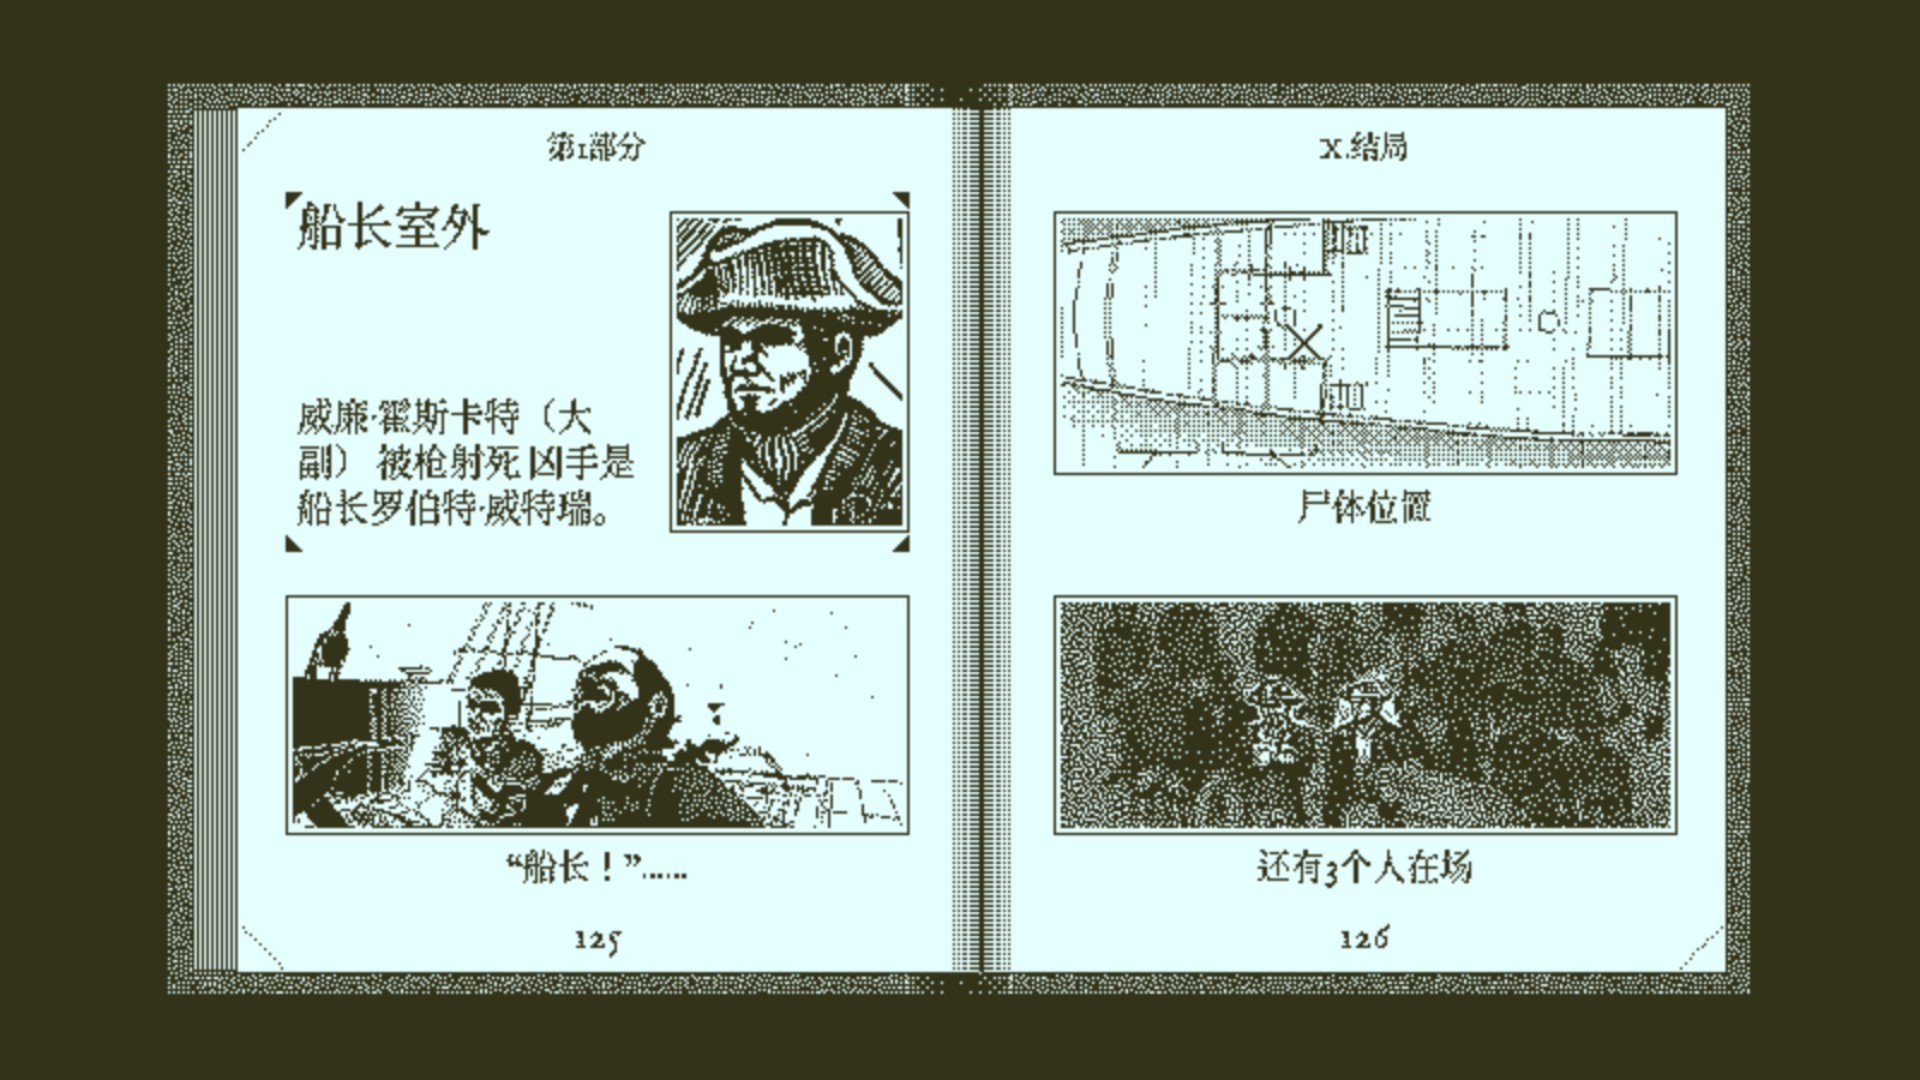 第1部分
船长室外
威廉·霍斯卡特（大
副） 被枪射死 凶手是
船长罗伯特·威特瑞。
“船长！”……
125
X.结局
尸体位置
还有3个人在场
126